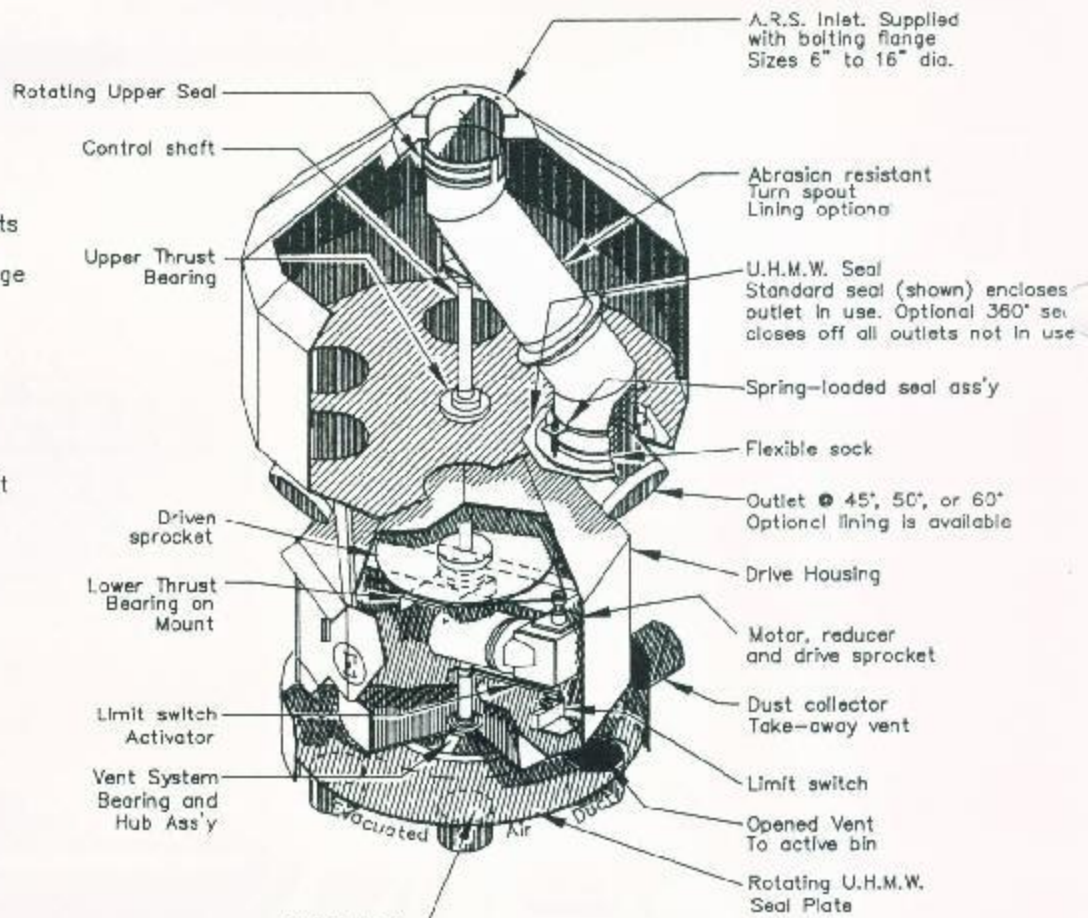 A.R.S. Inlet. Supplied
with bolting flange
Sizes 6" to 16" dia.
Rotating Upper Seal
Control shaft
Abrasion resistant
Turn spout
Lining optional
ts
ge
Upper Thrust
Bearing
U.H.M.W. Seal
Standard seal (shown) encloses
outlet in use. Optional 360°
closes off all outlets not in use
Spring-loaded seal ass'y
Flexible sock
t
Outlet @ 45°, 50°, or 60°
Optional lining is available
Driven
sprocket
Drive Housing
Lower Thrust
Bearing on
Mount
Motor, reducer
and drive sprocket
Limit switch
Activator
Dust collector
Take-away vent
Vent System
Bearing and
Hub Ass'y
Limit switch
Opened Vent
To active bin
Evacuated Air Duct
Rotating U.H.M.W.
Seal Plate